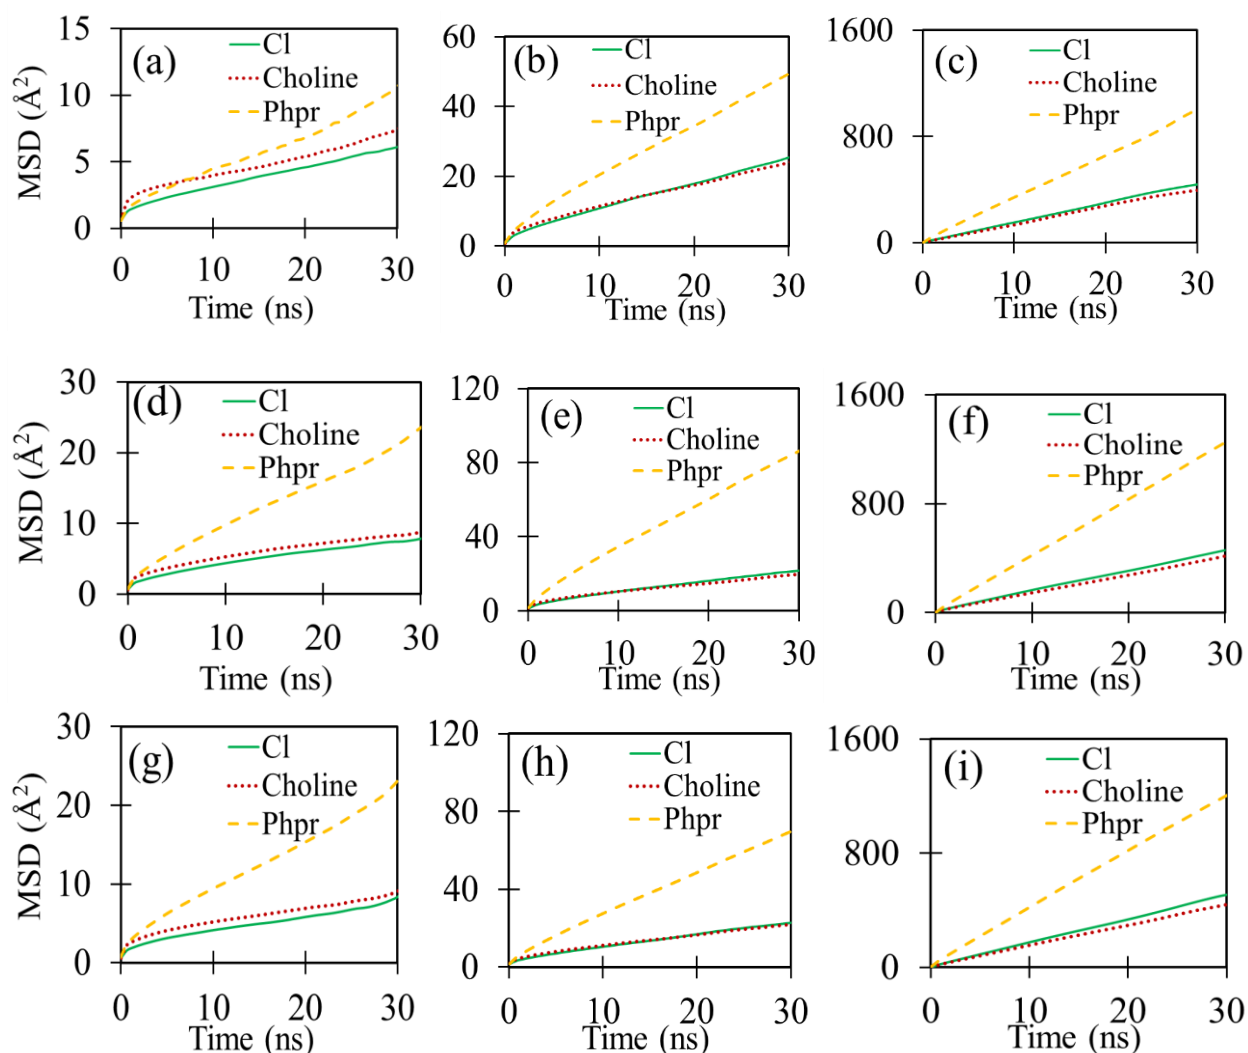 15
10
5
0
MSD (Å²)
(a)
Cl
Choline
Phpr
0 10 20 30
Time (ns)
60
40
20
0
(b)
Cl
Choline
Phpr
0 10 20 30
Time (ns)
1600
800
0
(c)
Cl
Choline
Phpr
0 10 20 30
Time (ns)
30
20
10
0
MSD (Å²)
(d)
Cl
Choline
Phpr
0 10 20 30
Time (ns)
120
80
40
0
(e)
Cl
Choline
Phpr
0 10 20 30
Time (ns)
1600
800
0
(f)
Cl
Choline
Phpr
0 10 20 30
Time (ns)
30
20
10
0
MSD (Å²)
(g)
Cl
Choline
Phpr
0 10 20 30
Time (ns)
120
80
40
0
(h)
Cl
Choline
Phpr
0 10 20 30
Time (ns)
1600
800
0
(i)
Cl
Choline
Phpr
0 10 20 30
Time (ns)